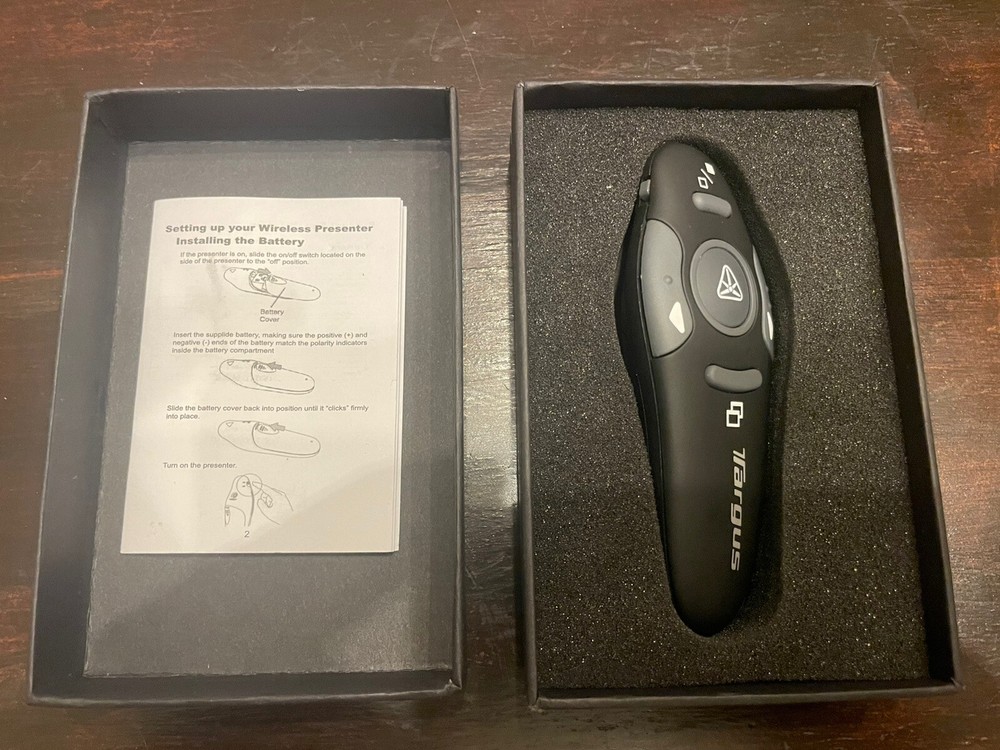 Setting up your Wireless Presenter
Installing the Battery
If the presenter is on, slide the on/off switch located on the
side of the presenter to the "off" position.
Battery
Cover
Insert the supplide battery, making sure the positive (+) and
negative (-) ends of the battery match the polarity indicators
inside the battery compartment
Slide the battery cover back into position until it "clicks" firmly
into place.
Turn on the presenter.
2
Targus